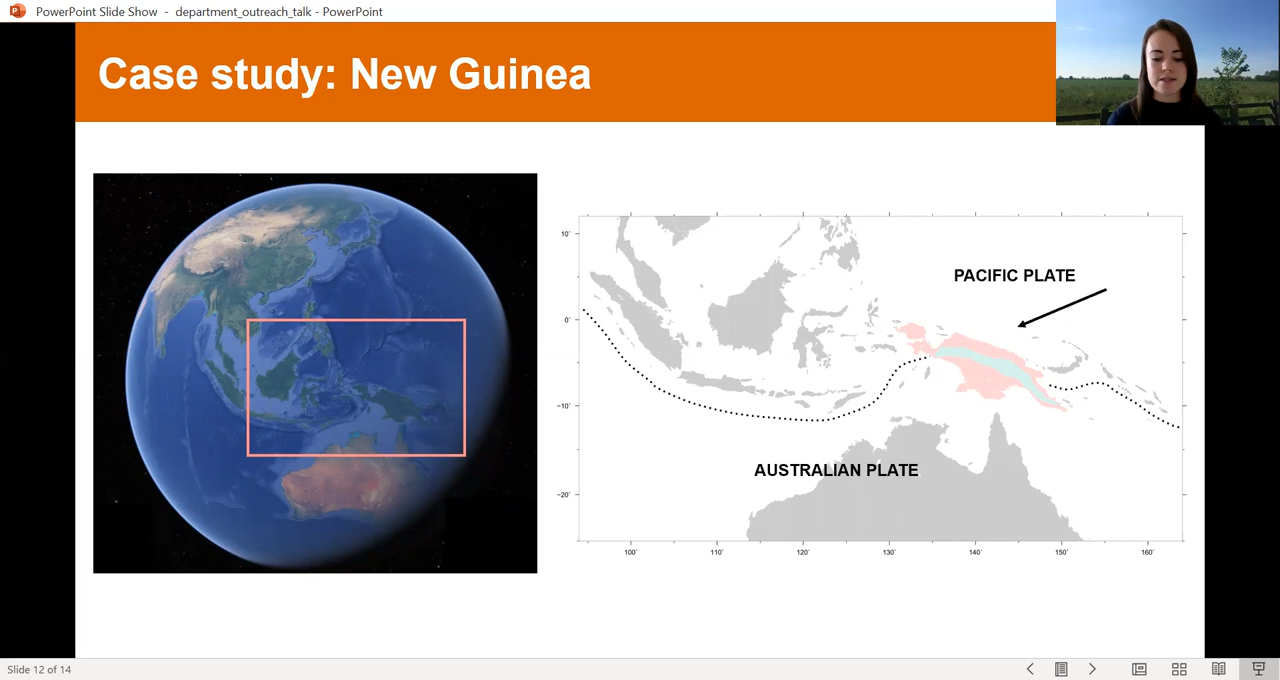 PowerPoint Slide Show - department_outreach_talk - PowerPoint
Case study: New Guinea
10°
0°
−10°
−20°
PACIFIC PLATE
AUSTRALIAN PLATE
100° 110° 120° 130° 140° 150° 160°
Slide 12 of 14